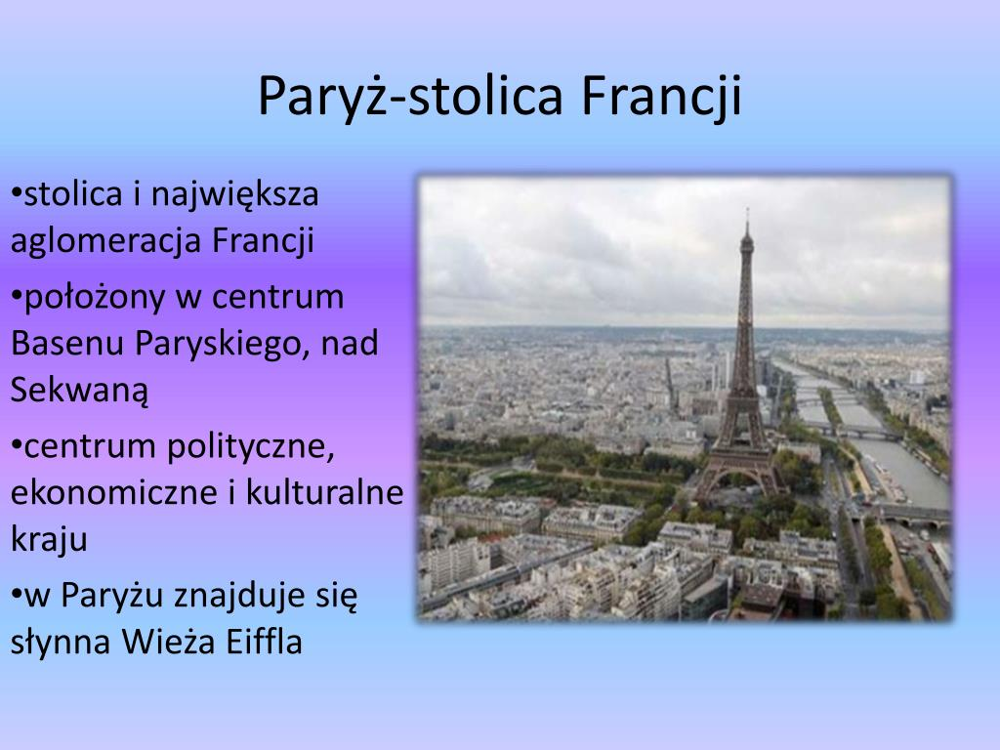 Paryż-stolica Francji
•stolica i największa
aglomeracja Francji
•położony w centrum
Basenu Paryskiego, nad
Sekwaną
•centrum polityczne,
ekonomiczne i kulturalne
kraju
•w Paryżu znajduje się
słynna Wieża Eiffla